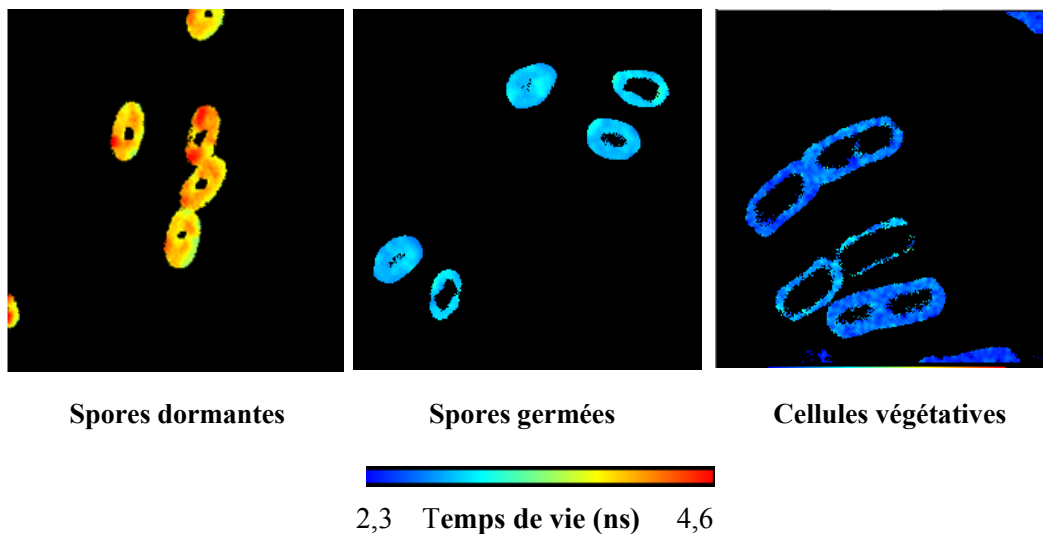 Spores dormantes
Spores germées
Cellules végétatives
2,3 Temps de vie (ns) 4,6